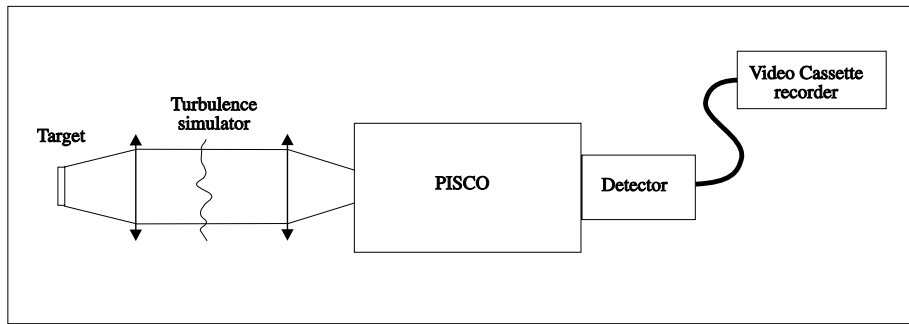 Target
Turbulence
simulator
PISCO
Detector
Video Cassette
recorder